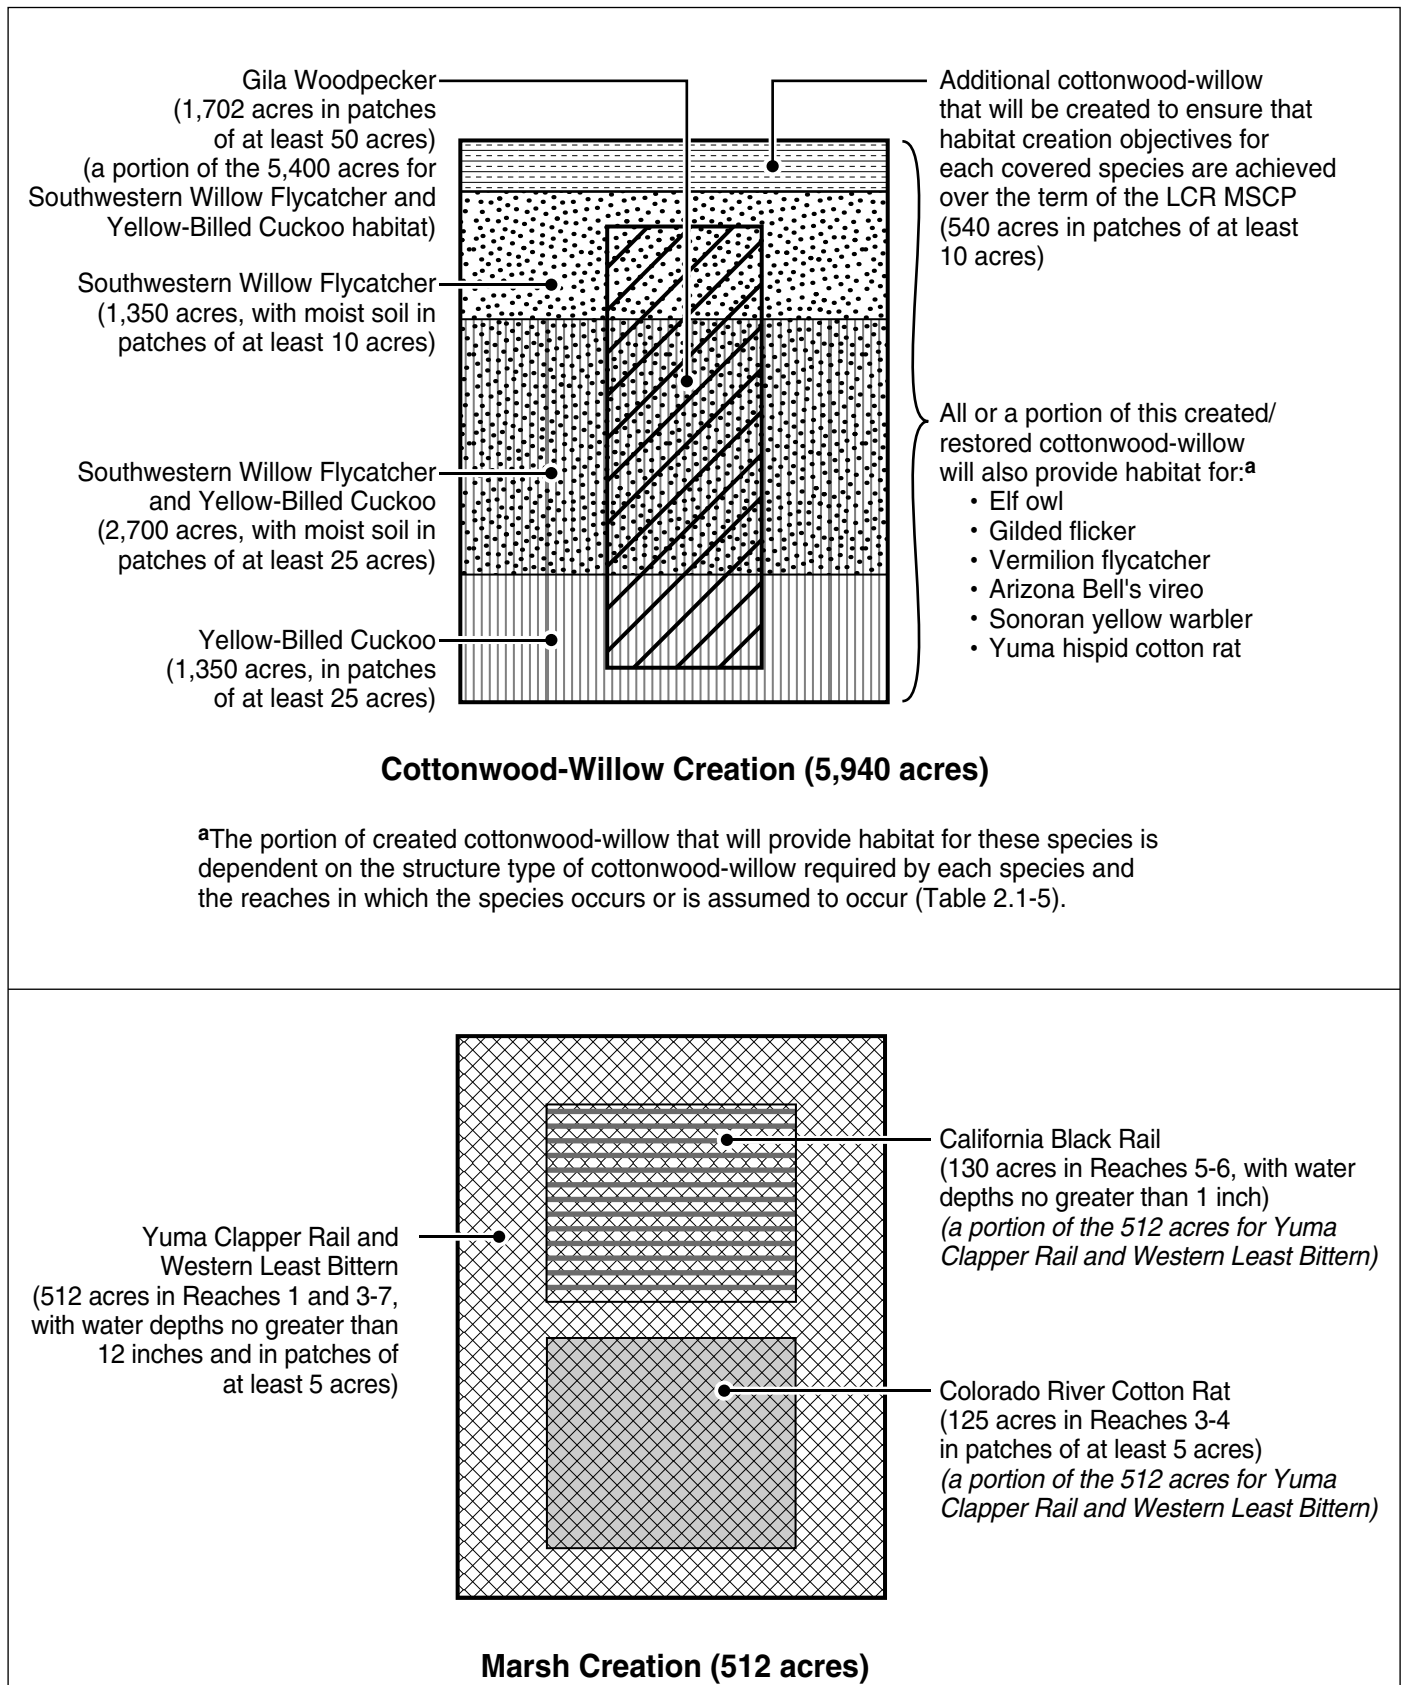 Gila Woodpecker
(1,702 acres in patches
of at least 50 acres)
(a portion of the 5,400 acres for
Southwestern Willow Flycatcher and
Yellow-Billed Cuckoo habitat)
Southwestern Willow Flycatcher
(1,350 acres, with moist soil in
patches of at least 10 acres)
Southwestern Willow Flycatcher
and Yellow-Billed Cuckoo
(2,700 acres, with moist soil in
patches of at least 25 acres)
Yellow-Billed Cuckoo
(1,350 acres, in patches
of at least 25 acres)
Additional cottonwood-willow
that will be created to ensure that
habitat creation objectives for
each covered species are achieved
over the term of the LCR MSCP
(540 acres in patches of at least
10 acres)
All or a portion of this created/
restored cottonwood-willow
will also provide habitat for:a
• Elf owl
• Gilded flicker
• Vermilion flycatcher
• Arizona Bell's vireo
• Sonoran yellow warbler
• Yuma hispid cotton rat
Cottonwood-Willow Creation (5,940 acres)
aThe portion of created cottonwood-willow that will provide habitat for these species is
dependent on the structure type of cottonwood-willow required by each species and
the reaches in which the species occurs or is assumed to occur (Table 2.1-5).
Yuma Clapper Rail and
Western Least Bittern
(512 acres in Reaches 1 and 3-7,
with water depths no greater than
12 inches and in patches of
at least 5 acres)
California Black Rail
(130 acres in Reaches 5-6, with water
depths no greater than 1 inch)
(a portion of the 512 acres for Yuma
Clapper Rail and Western Least Bittern)
Colorado River Cotton Rat
(125 acres in Reaches 3-4
in patches of at least 5 acres)
(a portion of the 512 acres for Yuma
Clapper Rail and Western Least Bittern)
Marsh Creation (512 acres)